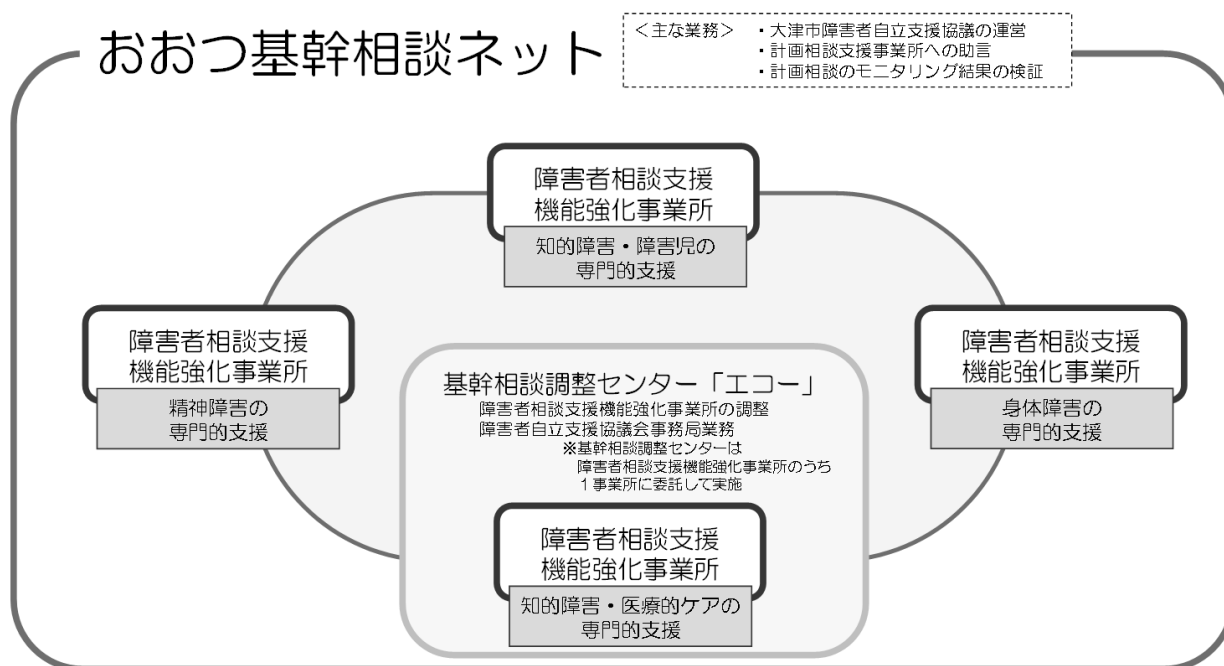 おおつ基幹相談ネット
<主な業務> ・大津市障害者自立支援協議の運営
・計画相談支援事業所への助言
・計画相談のモニタリング結果の検証
障害者相談支援
機能強化事業所
知的障害・障害児の
専門的支援
障害者相談支援
機能強化事業所
精神障害の
専門的支援
障害者相談支援
機能強化事業所
身体障害の
専門的支援
基幹相談調整センター「エコー」
障害者相談支援機能強化事業所の調整
障害者自立支援協議会事務局業務
※基幹相談調整センターは
障害者相談支援機能強化事業所のうち
1事業所に委託して実施
障害者相談支援
機能強化事業所
知的障害・医療的ケアの
専門的支援